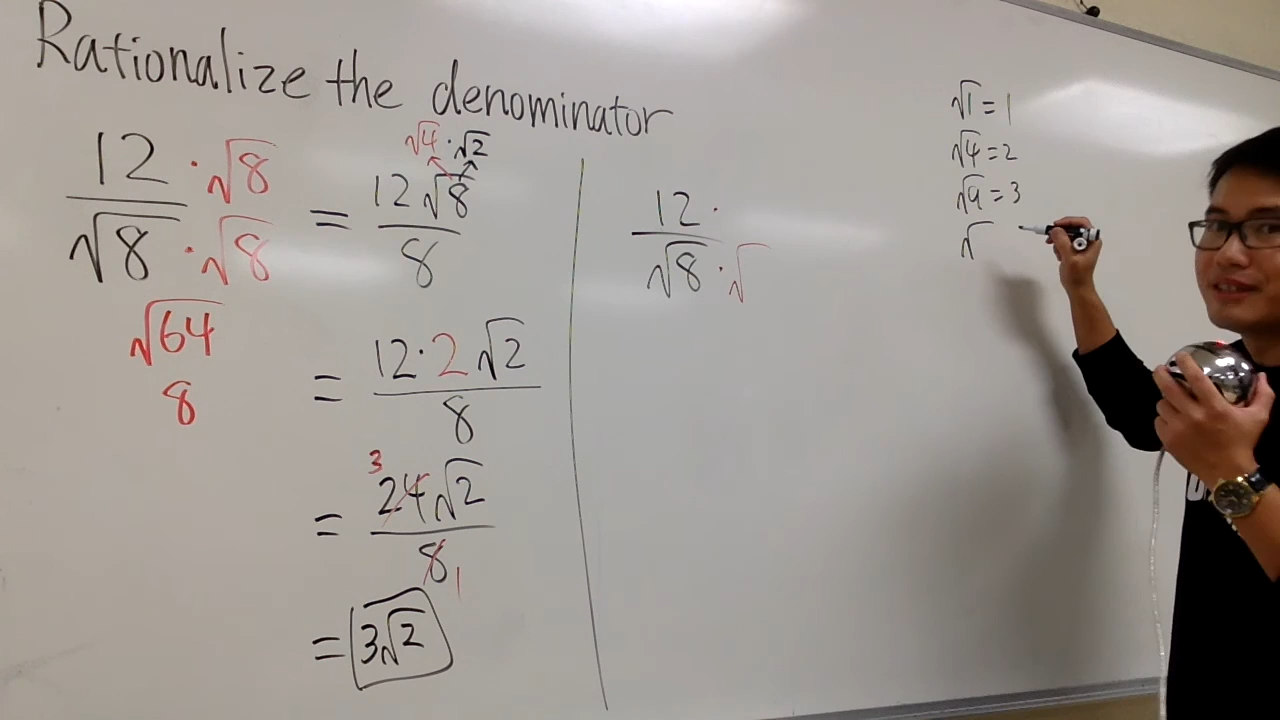 Rationalize the denominator
12 · √8 / √8 · √8
√64
8
√4 · √2
= 12√8 / 8
= 12 · 2√2 / 8
3
= 24√2 / 8
1
= 3√2
12 · / √8 · √
√1 = 1
√4 = 2
√9 = 3
√